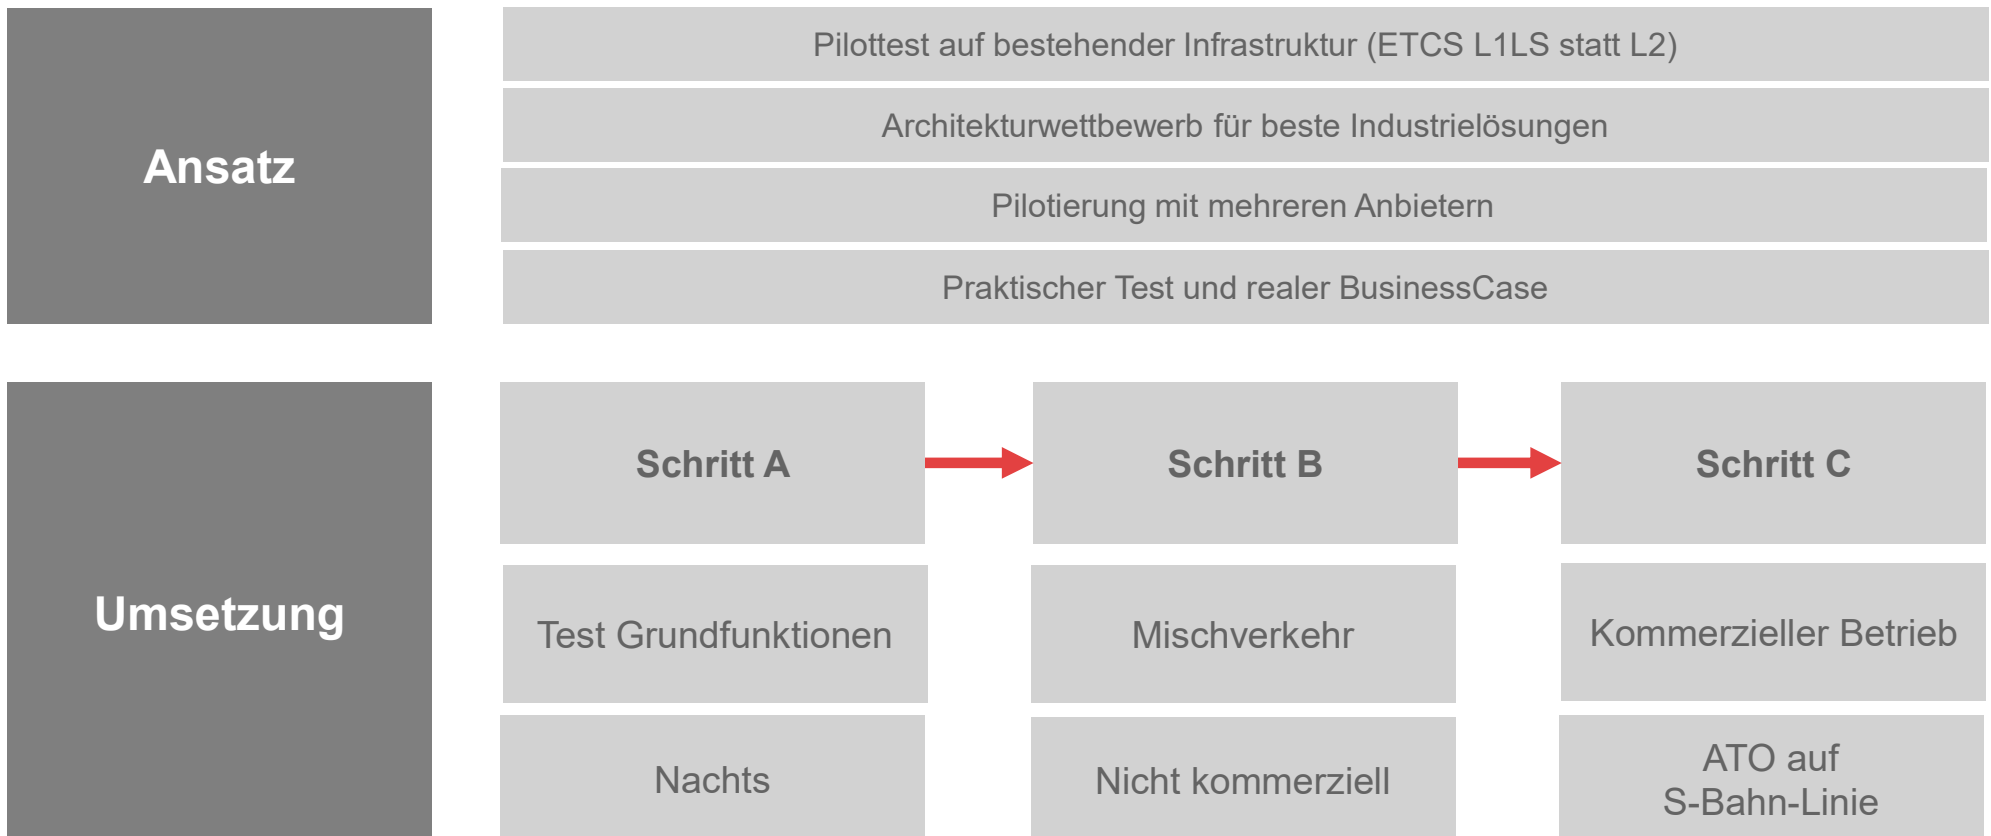 Ansatz
Pilottest auf bestehender Infrastruktur (ETCS L1LS statt L2)
Architekturwettbewerb für beste Industrielösungen
Pilotierung mit mehreren Anbietern
Praktischer Test und realer BusinessCase
Umsetzung
Schritt A
Schritt B
Schritt C
Test Grundfunktionen
Mischverkehr
Kommerzieller Betrieb
Nachts
Nicht kommerziell
ATO auf
S-Bahn-Linie